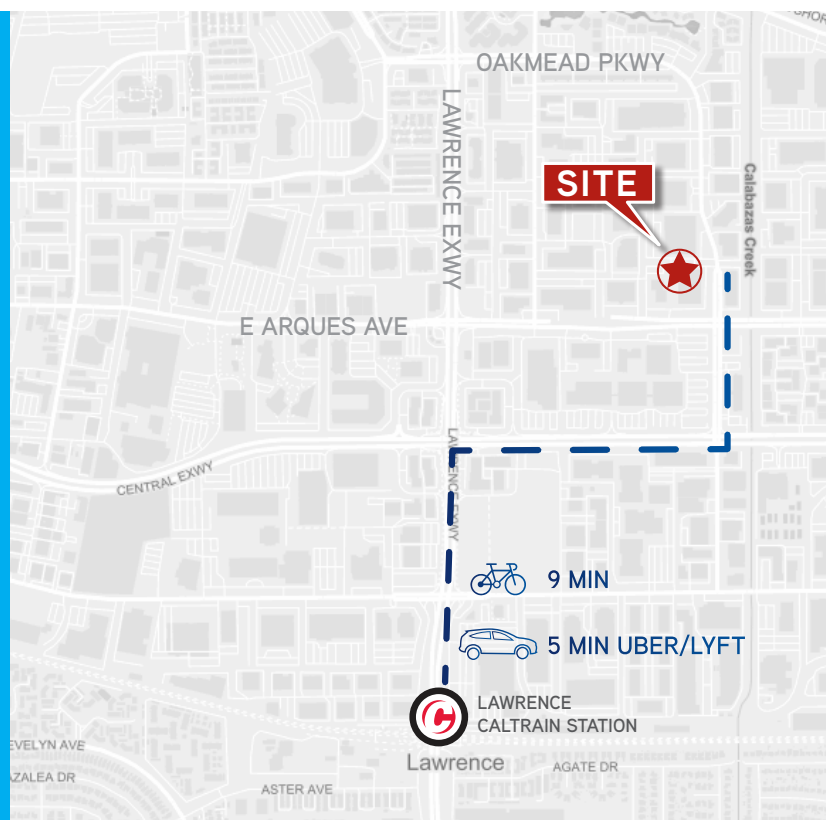 OAKMEAD PKWY
LAWRENCE EXWY
SITE
Calabazas Creek
E ARQUES AVE
LAWRENCE EXWY
CENTRAL EXWY
9 MIN
5 MIN UBER/LYFT
C
LAWRENCE
CALTRAIN STATION
EVELYN AVE
Lawrence
AGATE DR
AZALEA DR
ASTER AVE